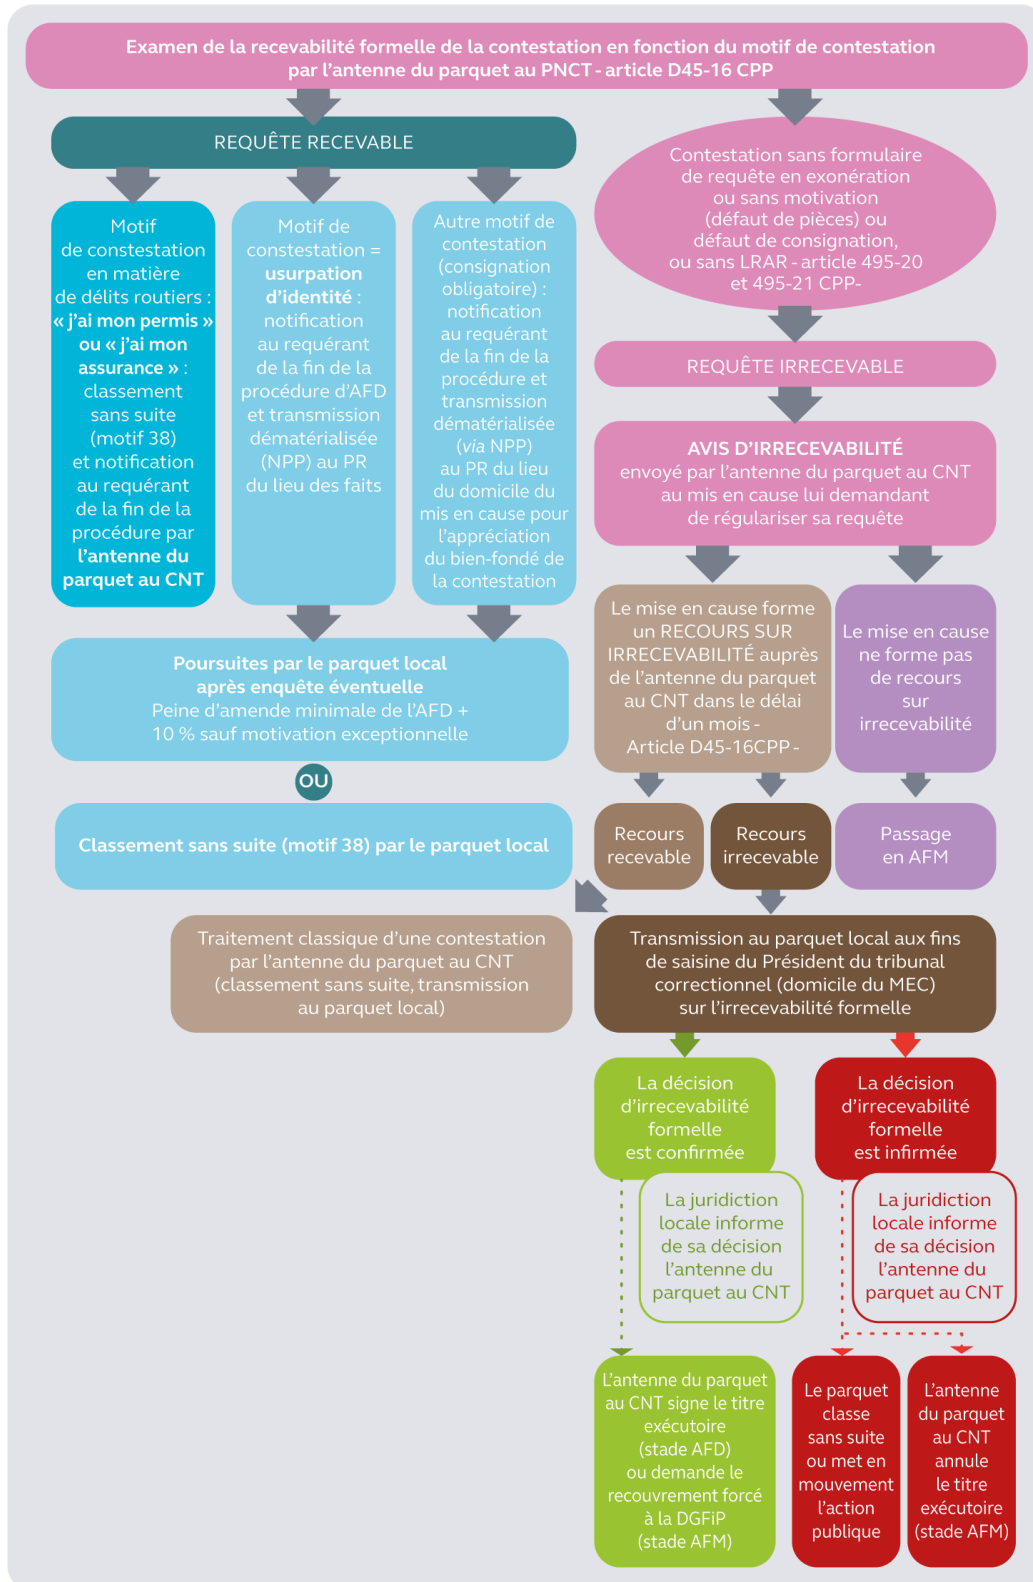 Examen de la recevabilité formelle de la contestation en fonction du motif de contestation
par l’antenne du parquet au PNCT - article D45-16 CPP
REQUÊTE RECEVABLE
Motif
de constestation
en matière
de délits routiers :
« j’ai mon permis »
ou « j’ai mon
assurance » :
classement
sans suite
(motif 38)
et notification
au requérant
de la fin de la
procédure par
l’antenne du
parquet au CNT
Motif de
constestation =
usurpation
d’identité :
notification
au requérant
de la fin de la
procédure d’AFD
et transmission
dématérialisée
(NPP) au PR
du lieu des faits
Autre motif de
contestation
(consignation
obligatoire) :
notification
au requérant
de la fin de la
procédure et
transmission
dématérialisée
(via NPP)
au PR du lieu
du domicile du
mis en cause pour
l’appréciation
du bien-fondé de
la contestation
Poursuites par le parquet local
après enquête éventuelle
Peine d’amende minimale de l’AFD +
10 % sauf motivation exceptionnelle
OU
Classement sans suite (motif 38) par le parquet local
Contestation sans formulaire
de requête en exonération
ou sans motivation
(défaut de pièces) ou
défaut de consignation,
ou sans LRAR - article 495-20
et 495-21 CPP-
REQUÊTE IRRECEVABLE
AVIS D’IRRECEVABILITÉ
envoyé par l’antenne du parquet au CNT
au mis en cause lui demandant
de régulariser sa requête
Le mise en cause forme
un RECOURS SUR
IRRECEVABILITÉ auprès
de l’antenne du parquet
au CNT dans le délai
d’un mois -
Article D45-16CPP -
Le mise en cause
ne forme pas
de recours
sur
irrecevabilité
Recours
recevable
Recours
irrecevable
Passage
en AFM
Traitement classique d’une contestation
par l’antenne du parquet au CNT
(classement sans suite, transmission
au parquet local)
Transmission au parquet local aux fins
de saisine du Président du tribunal
correctionnel (domicile du MEC)
sur l’irrecevabilité formelle
La décision
d’irrecevabilité
formelle
est confirmée
La décision
d’irrecevabilité
formelle
est infirmée
La juridiction
locale informe
de sa décision
l’antenne du
parquet au CNT
La juridiction
locale informe
de sa décision
l’antenne du
parquet au CNT
L’antenne du parquet
au CNT signe le titre
exécutoire
(stade AFD)
ou demande le
recouvrement forcé
à la DGFiP
(stade AFM)
Le parquet
classe
sans suite
ou met en
mouvement
l’action
publique
L’antenne
du parquet
au CNT
annule
le titre
exécutoire
(stade AFM)